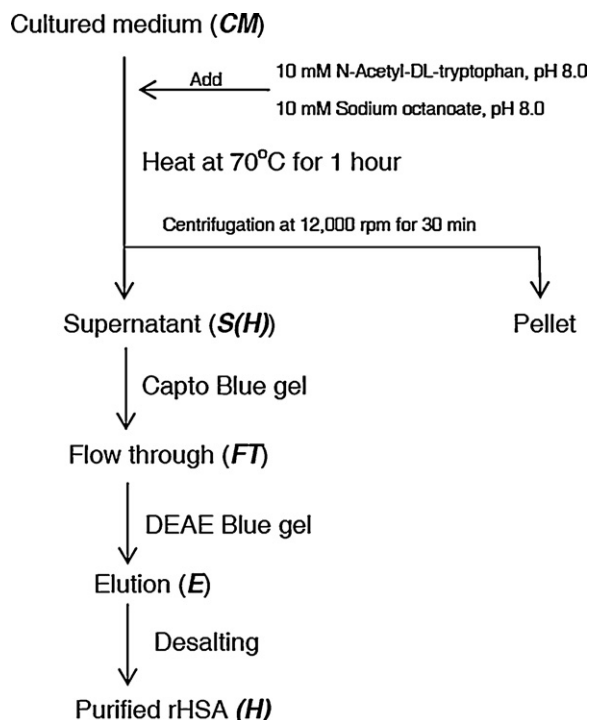 Cultured medium (CM)
Add
10 mM N-Acetyl-DL-tryptophan, pH 8.0
10 mM Sodium octanoate, pH 8.0
Heat at 70°C for 1 hour
Centrifugation at 12,000 rpm for 30 min
Supernatant (S(H))
Pellet
Capto Blue gel
Flow through (FT)
DEAE Blue gel
Elution (E)
Desalting
Purified rHSA (H)